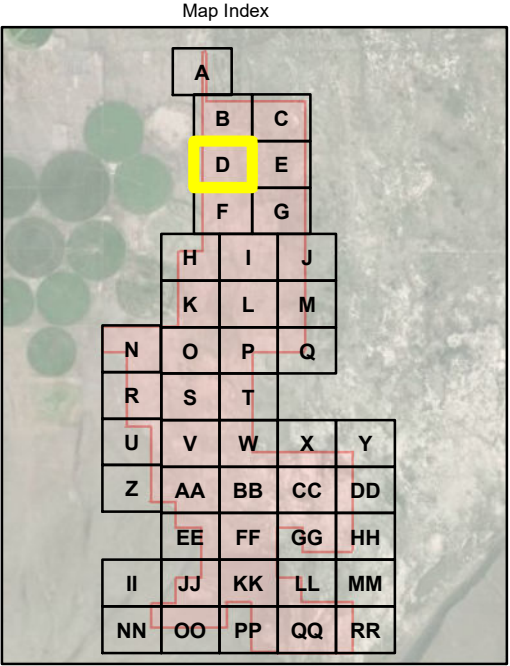 Map Index
A
B C
D E
F G
H I J
K L M
N O P Q
R S T
U V W X Y
Z AA BB CC DD
EE FF GG HH
II JJ KK LL MM
NN OO PP QQ RR